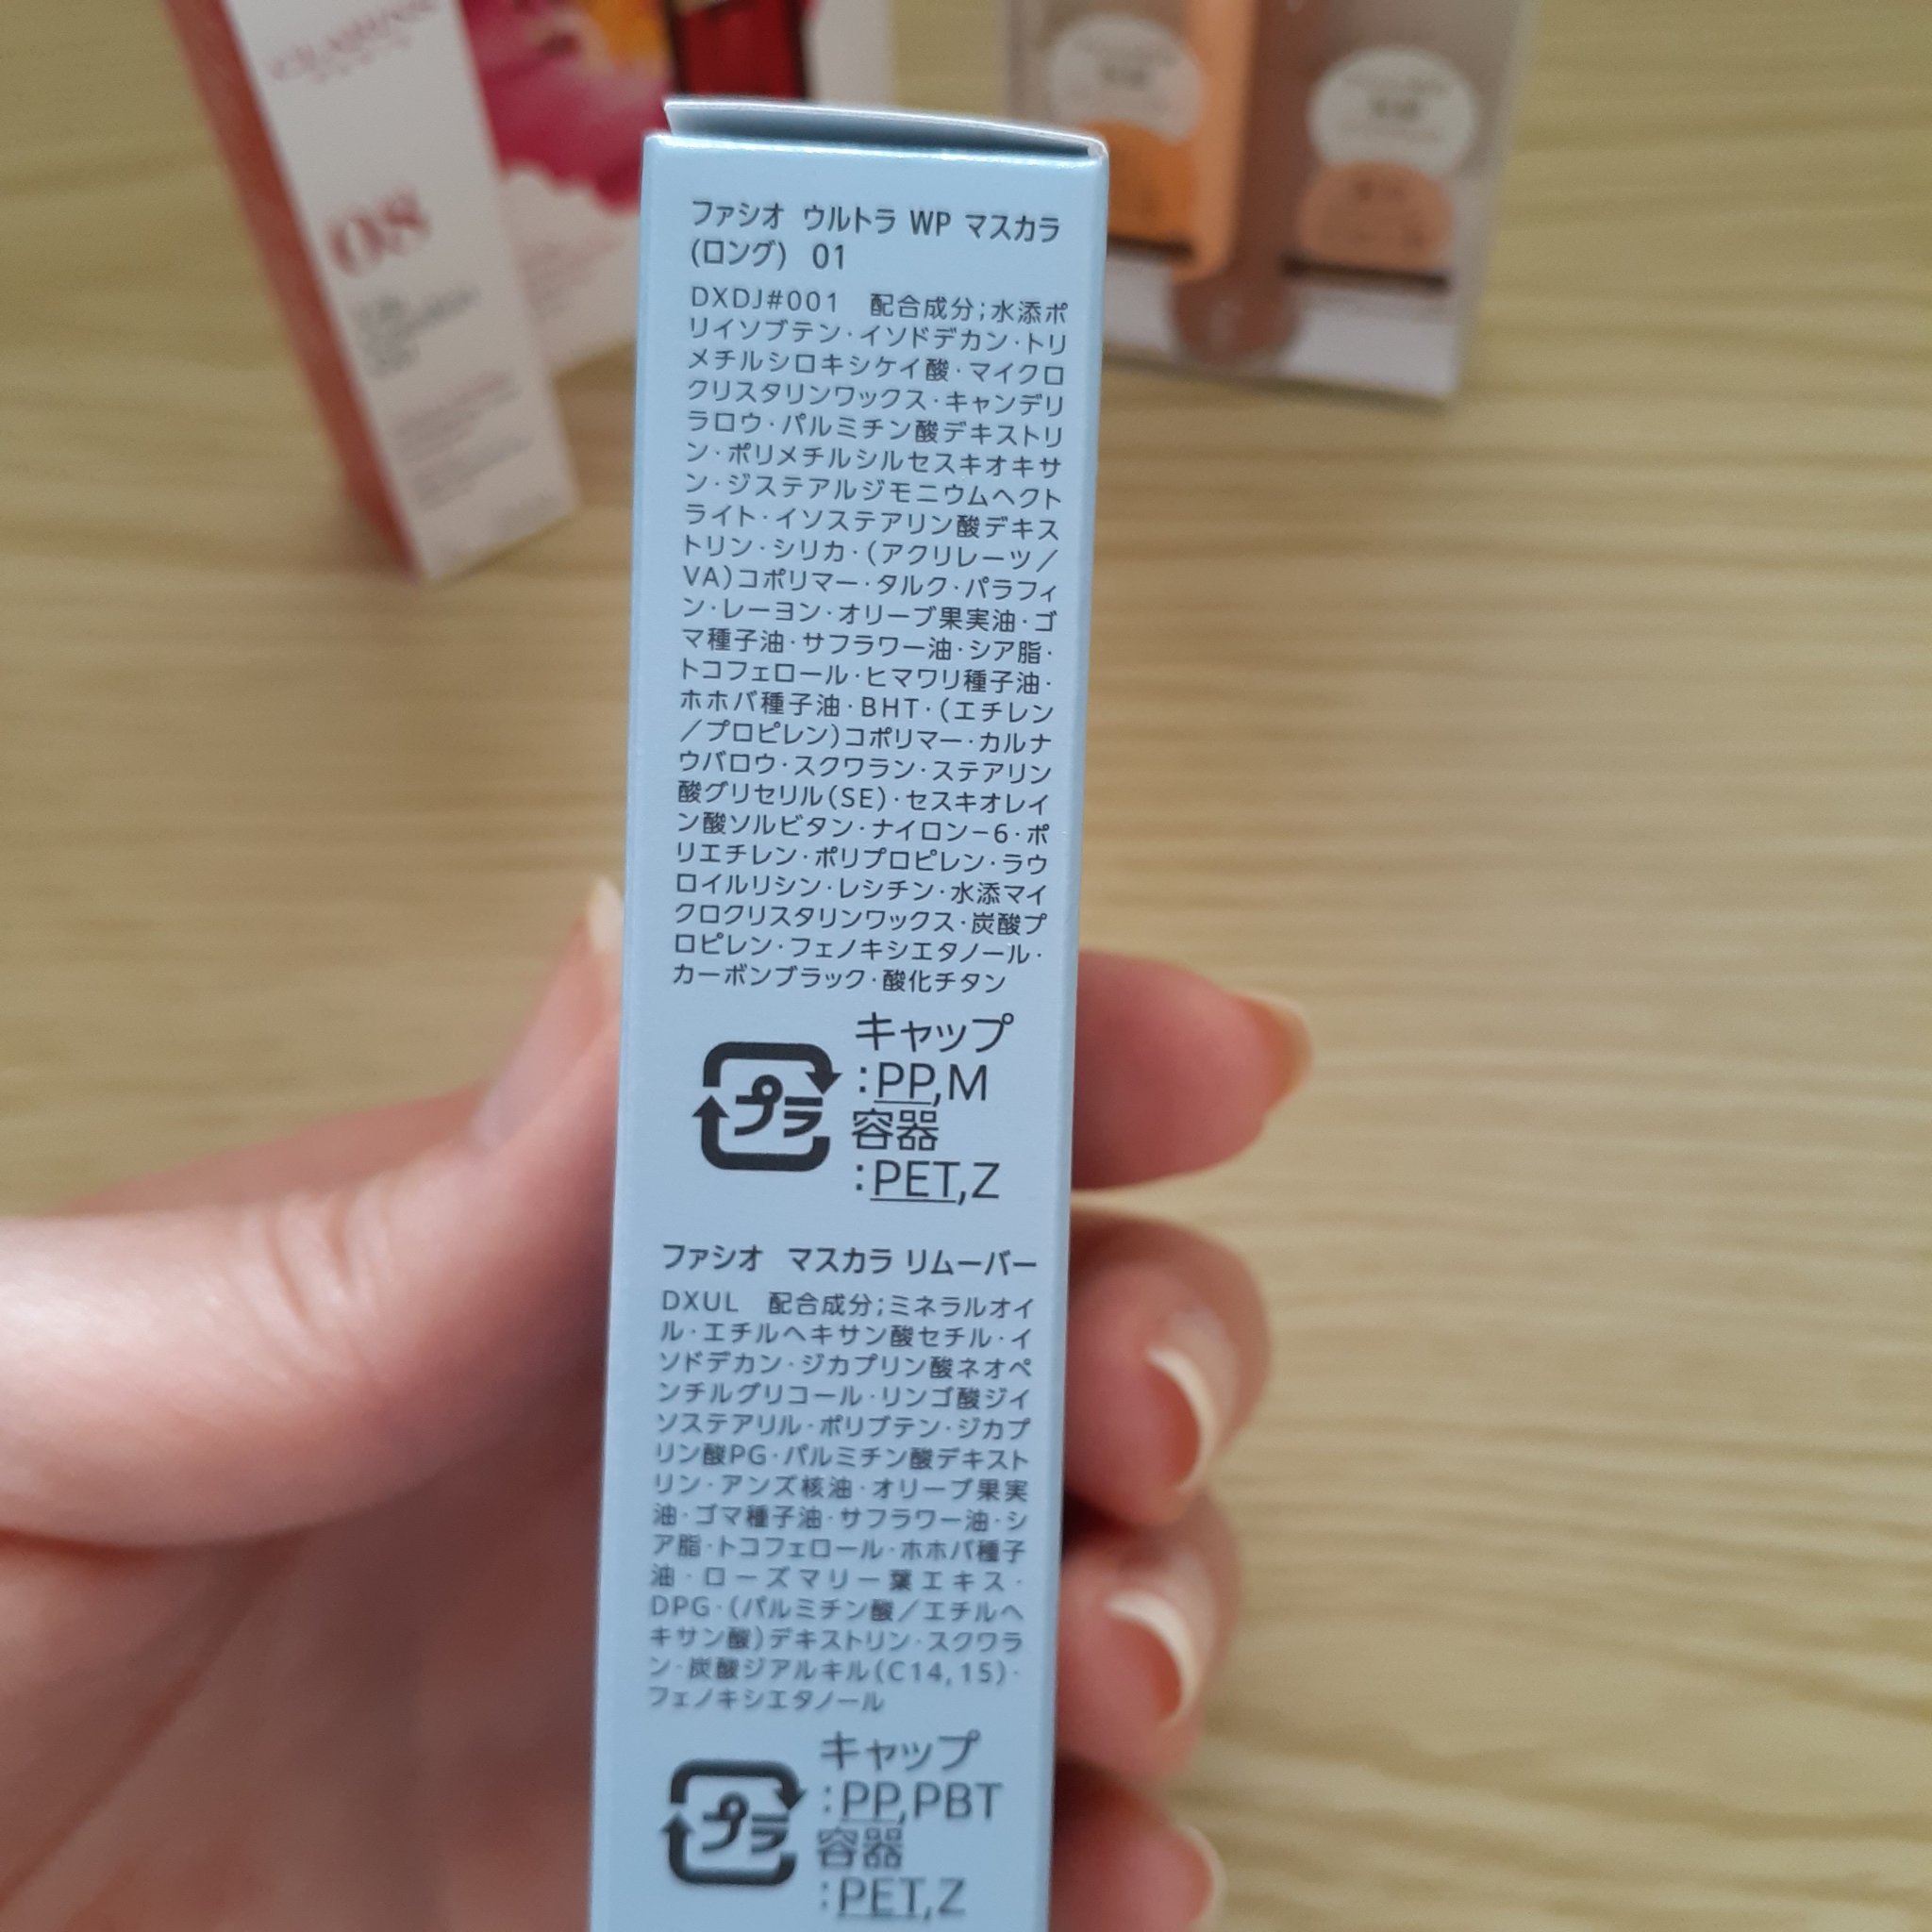 08
ファシオ ウルトラ WP マスカラ
(ロング) 01
DXDJ#001 配合成分;水添ポ
リイソブテン・イソドデカン・トリ
メチルシロキシケイ酸・マイクロ
クリスタリンワックス・キャンデリ
ラロウ・パルミチン酸デキストリ
ン・ポリメチルシルセスキオキサ
ン・ジステアルジモニウムヘクト
ライト・イソステアリン酸デキス
トリン・シリカ・(アクリレーツ/
VA)コポリマー・タルク・パラフィ
ン・レーヨン・オリーブ果実油・ゴ
マ種子油・サフラワー油・シア脂・
トコフェロール・ヒマワリ種子油・
ホホバ種子油・BHT・(エチレン
/プロピレン)コポリマー・カルナ
ウバロウ・スクワラン・ステアリン
酸グリセリル(SE)・セスキオレイ
ン酸ソルビタン・ナイロン-6・ポ
リエチレン・ポリプロピレン・ラウ
ロイルリシン・レシチン・水添マイ
クロクリスタリンワックス・炭酸プ
ロピレン・フェノキシエタノール・
カーボンブラック・酸化チタン
プラ
キャップ
:PP,M
容器
:PET,Z
ファシオ マスカラ リムーバー
DXUL 配合成分;ミネラルオイ
ル・エチルヘキサン酸セチル・イ
ソドデカン・ジカプリン酸ネオペ
ンチルグリコール・リンゴ酸ジイ
ソステアリル・ポリブテン・ジカプ
リン酸PG・パルミチン酸デキスト
リン・アンズ核油・オリーブ果実
油・ゴマ種子油・サフラワー油・シ
ア脂・トコフェロール・ホホバ種子
油・ローズマリー葉エキス・
DPG・(パルミチン酸/エチルヘ
キサン酸)デキストリン・スクワラ
ン・炭酸ジアルキル(C14,15)・
フェノキシエタノール
プラ
キャップ
:PP,PBT
容器
:PET,Z